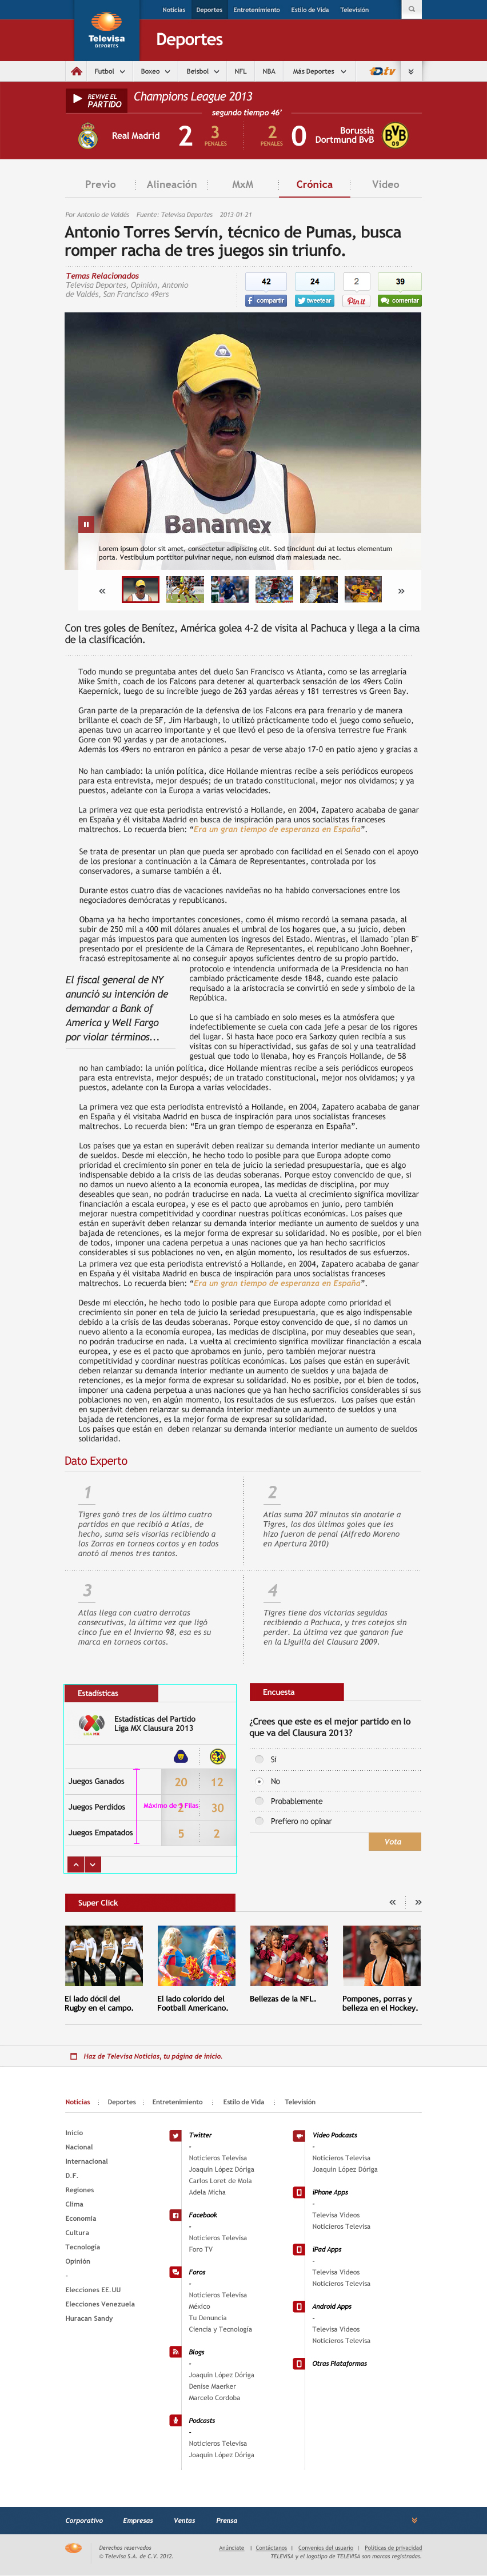 Noticias Deportes Entretenimiento Estilo de Vida Televisión
Televisa
DEPORTES
Deportes
Futbol Boxeo Beisbol NFL NBA Más Deportes Dtv
REVIVE EL
PARTIDO
Champions League 2013
segundo tiempo 46'
Real Madrid 2 3 PENALES 2 PENALES 0 Borussia
Dortmund BvB
Previo Alineación MxM Crónica Video
Por Antonio de Valdés Fuente: Televisa Deportes 2013-01-21
Antonio Torres Servín, técnico de Pumas, busca
romper racha de tres juegos sin triunfo.
Temas Relacionados
Televisa Deportes, Opinión, Antonio
de Valdés, San Francisco 49ers
42 24 2 39
compartir twwetear Pin it comentar
Banamex
Lorem ipsum dolor sit amet, consectetur adipiscing elit. Sed tincidunt dui at lectus elementum
porta. Vestibulum porttitor pulvinar neque, non euismod diam malesuada nec.
Con tres goles de Benítez, América golea 4-2 de visita al Pachuca y llega a la cima
de la clasificación.
Todo mundo se preguntaba antes del duelo San Francisco vs Atlanta, como se las arreglaría
Mike Smith, coach de los Falcons para detener al quarterback sensación de los 49ers Colin
Kaepernick, luego de su increíble juego de 263 yardas aéreas y 181 terrestres vs Green Bay.
Gran parte de la preparación de la defensiva de los Falcons era para frenarlo y de manera
brillante el coach de SF, Jim Harbaugh, lo utilizó prácticamente todo el juego como señuelo,
apenas tuvo un acarreo importante y el que llevó el peso de la ofensiva terrestre fue Frank
Gore con 90 yardas y par de anotaciones.
Además los 49ers no entraron en pánico a pesar de verse abajo 17-0 en patio ajeno y gracias a
No han cambiado: la unión política, dice Hollande mientras recibe a seis periódicos europeos
para esta entrevista, mejor después; de un tratado constitucional, mejor nos olvidamos; y ya
puestos, adelante con la Europa a varias velocidades.
La primera vez que esta periodista entrevistó a Hollande, en 2004, Zapatero acababa de ganar
en España y él visitaba Madrid en busca de inspiración para unos socialistas franceses
maltrechos. Lo recuerda bien: “Era un gran tiempo de esperanza en España”.
Se trata de presentar un plan que pueda ser aprobado con facilidad en el Senado con el apoyo
de los presionar a continuación a la Cámara de Representantes, controlada por los
conservadores, a sumarse también a él.
Durante estos cuatro días de vacaciones navideñas no ha habido conversaciones entre los
negociadores demócratas y republicanos.
Obama ya ha hecho importantes concesiones, como él mismo recordó la semana pasada, al
subir de 250 mil a 400 mil dólares anuales el umbral de los hogares que, a su juicio, deben
pagar más impuestos para que aumenten los ingresos del Estado. Mientras, el llamado "plan B"
presentado por el presidente de la Cámara de Representantes, el republicano John Boehner,
fracasó estrepitosamente al no conseguir apoyos suficientes dentro de su propio partido.
El fiscal general de NY
anunció su intención de
demandar a Bank of
America y Well Fargo
por violar términos...
protocolo e intendencia uniformada de la Presidencia no han
cambiado prácticamente desde 1848, cuando este palacio
requisado a la aristocracia se convirtió en sede y símbolo de la
República.
Lo que sí ha cambiado en solo meses es la atmósfera que
Indefectiblemente se cuela con cada jefe a pesar de los rigores
del lugar. Si hasta hace poco era Sarkozy quien recibía a sus
visitas con su hiperactividad, sus gafas de sol y una teatralidad
gestual que todo lo llenaba, hoy es François Hollande, de 58
no han cambiado: la unión política, dice Hollande mientras recibe a seis periódicos europeos
para esta entrevista, mejor después; de un tratado constitucional, mejor nos olvidamos; y ya
puestos, adelante con la Europa a varias velocidades.
La primera vez que esta periodista entrevistó a Hollande, en 2004, Zapatero acababa de ganar
en España y él visitaba Madrid en busca de inspiración para unos socialistas franceses
maltrechos. Lo recuerda bien: “Era un gran tiempo de esperanza en España”.
Los países que ya estan en superávit deben realizar su demanda interior mediante un aumento
de sueldos. Desde mi elección, he hecho todo lo posible para que Europa adopte como
prioridad el crecimiento pero en tela de juicio la seriedad presupuestaria, que es algo
indispensable debido a la crisis de las deudas soberanas. Porque estoy convencido de que, si
no damos un nuevo aliento a la economía europea, las medidas de disciplina, por muy
deseables que sean, no podrán traducirse en nada. La vuelta al crecimiento significa movilizar
financiación a escala europea, y ese es el pacto que aprobamos en junio, pero también
mejorar nuestra competitividad y coordinar nuestras políticas económicas. Los países que
están en superávit deben realizar su demanda interior mediante un aumento de sueldos y una
bajada de retenciones, es la mejor forma de expresar su solidaridad. No es posible, por el bien
de todos, imponer una cadena perpetua a unas naciones que ya han hecho sacrificios
considerables si sus poblaciones no ven, en algún momento, los resultados de sus esfuerzos.
La primera vez que esta periodista entrevistó a Hollande, en 2004, Zapatero acababa de ganar
en España y él visitaba Madrid en busca de inspiración para unos socialistas franceses
maltrechos. Lo recuerda bien: “Era un gran tiempo de esperanza en España”.
Desde mi elección, he hecho todo lo posible para que Europa adopte como prioridad el
crecimiento en tela de juicio la seriedad presupuestaria, que es algo indispensable debido
a la crisis de las deudas soberanas. Porque estoy convencido de que, si no damos un nuevo
aliento a la economía europea, las medidas de disciplina, por muy deseables que sean,
no podrán traducirse en nada. La vuelta al crecimiento significa movilizar financiación a escala
europea, y ese es el pacto que aprobamos en junio, pero también mejorar nuestra
competitividad y coordinar nuestras políticas económicas. Los países que están en superávit
deben realizar su demanda interior mediante un aumento de sueldos y una bajada de
retenciones, es la mejor forma de expresar su solidaridad. No es posible, por el bien de todos,
imponer una cadena perpetua a unas naciones que ya han hecho sacrificios considerables si sus
poblaciones no ven, en algún momento, los resultados de sus esfuerzos. Los países que están
en superávit deben relaizar su demanda interior mediante un aumento de sueldos y una
bajada de retenciones, es la mejor forma de expresar su solidaridad.
Los países que están en deben relaizar su demanda interior mediante un aumento de sueldos
solidaridad.
Dato Experto
1
Tigres ganó tres de los último cuatro
partidos en que recibió a Atlas, de
hecho, suma seis visorias recibiendo a
los Zorros en torneos cortos y en todos
anotó al menos tres tantos.
2
Atlas suma 207 minutos sin anotarle a
Tigres, los dos últimos goles que les
hizo fueron de penal (Alfredo Moreno
en Apertura 2010)
3
Atlas llega con cuatro derrotas
consecutivas, la última vez que ligó
cinco fue en el Invierno 98, esa es su
marca en torneos cortos.
4
Tigres tiene dos victorias seguidas
recibiendo a Pachuca, y tres cotejos sin
perder. La última vez que ganaron fue
en la Liguilla del Clausura 2009.
Estadísticas
Estadísticas del Partido
Liga MX Clausura 2013
Juegos Ganados 20 12
Juegos Perdidos Máximo de 3 Filas 2 30
Juegos Empatados 5 2
Encuesta
¿Crees que este es el mejor partido en lo
que va del Clausura 2013?
Sí
No
Probablemente
Prefiero no opinar
Vota
Super Click
El lado dócil del
Rugby en el campo.
El lado colorido del
Football Americano.
Bellezas de la NFL.
Pompones, porras y
belleza en el Hockey.
Haz de Televisa Noticias, tu página de inicio.
Noticias Deportes Entretenimiento Estilo de Vida Televisión
Inicio
Nacional
Internacional
D.F.
Regiones
Clima
Economía
Cultura
Tecnología
Opinión
-
Elecciones EE.UU
Elecciones Venezuela
Huracan Sandy
Twitter
-
Noticieros Televisa
Joaquín López Dóriga
Carlos Loret de Mola
Adela Micha
Facebook
-
Noticieros Televisa
Foro TV
Foros
-
Noticieros Televisa
México
Tu Denuncia
Ciencia y Tecnología
Blogs
-
Joaquín López Dóriga
Denise Maerker
Marcelo Cordoba
Podcasts
-
Noticieros Televisa
Joaquín López Dóriga
Video Podcasts
-
Noticieros Televisa
Joaquín López Dóriga
iPhone Apps
-
Televisa Videos
Noticieros Televisa
iPad Apps
-
Televisa Videos
Noticieros Televisa
Android Apps
-
Televisa Videos
Noticieros Televisa
Otras Plataformas
Corporativo Empresas Ventas Prensa
Derechos reservados
© Televisa S.A. de C.V. 2012.
Anúnciate | Contáctanos | Convenios del usuario | Políticas de privacidad
TELEVISA y el logotipo de TELEVISA son marcas registradas.